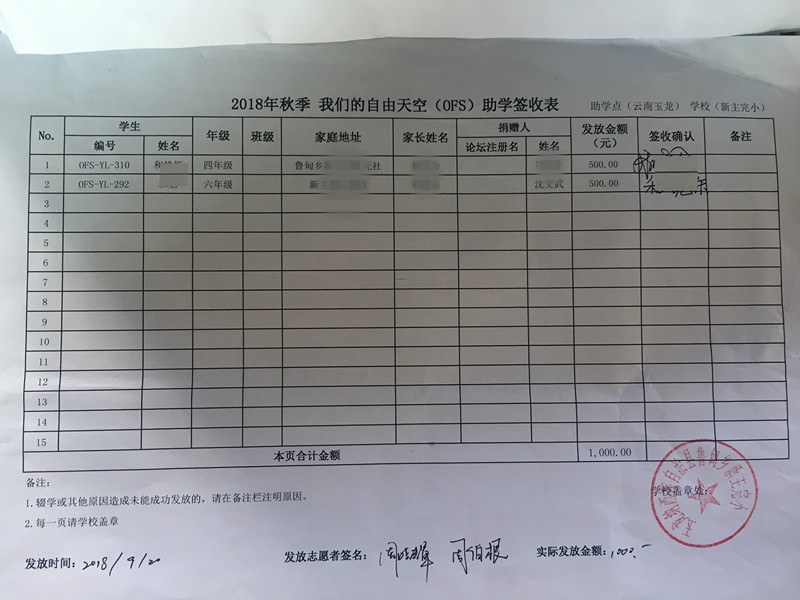 2018年秋季 我们的自由天空（OFS）助学签收表 助学点（云南玉龙） 学校（新主完小）
No. 学生 年级 班级 家庭地址 家长姓名 捐赠人 发放金额（元） 签收确认 备注
编号 姓名 论坛注册名 姓名
1 OFS-YL-310 和 四年级 鲁甸乡 元社 500.00
2 OFS-YL-292 六年级 新主 沈文武 500.00
3
4
5
6
7
8
9
10
11
12
13
14
15
本页合计金额 1,000.00
备注：
学校盖章处：
1.辍学或其他原因造成未能成功发放的，请在备注栏注明原因。
2.每一页请学校盖章
发放时间：2018/9/20 发放志愿者签名： 周伯根 实际发放金额：1000.-